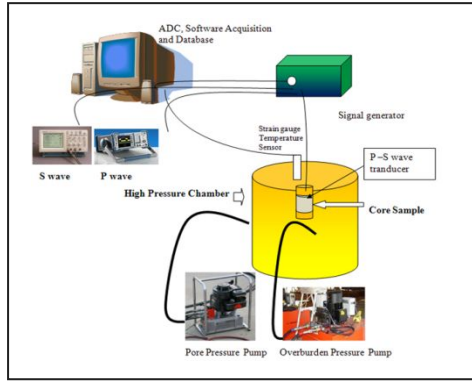 ADC, Software Acquisition
and Database
Signal generator
S wave
P wave
Strain gauge
Temperature
Sensor
P –S wave
tranducer
High Pressure Chamber
Core Sample
Pore Pressure Pump
Overburden Pressure Pump